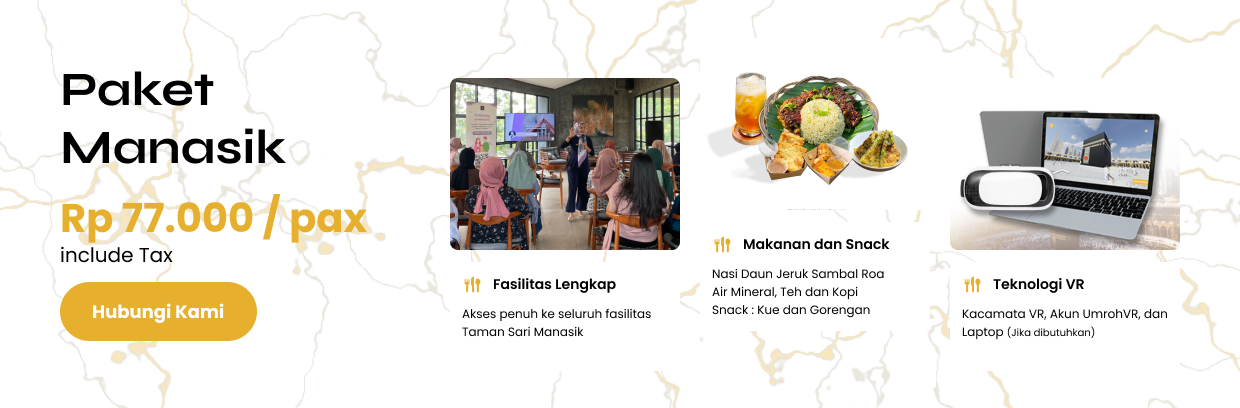 Paket
Manasik
Rp 77.000 / pax
include Tax
Hubungi Kami
Fasilitas Lengkap
Akses penuh ke seluruh fasilitas
Taman Sari Manasik
Makanan dan Snack
Nasi Daun Jeruk Sambal Roa
Air Mineral, Teh dan Kopi
Snack : Kue dan Gorengan
Teknologi VR
Kacamata VR, Akun UmrohVR, dan
Laptop (Jika dibutuhkan)